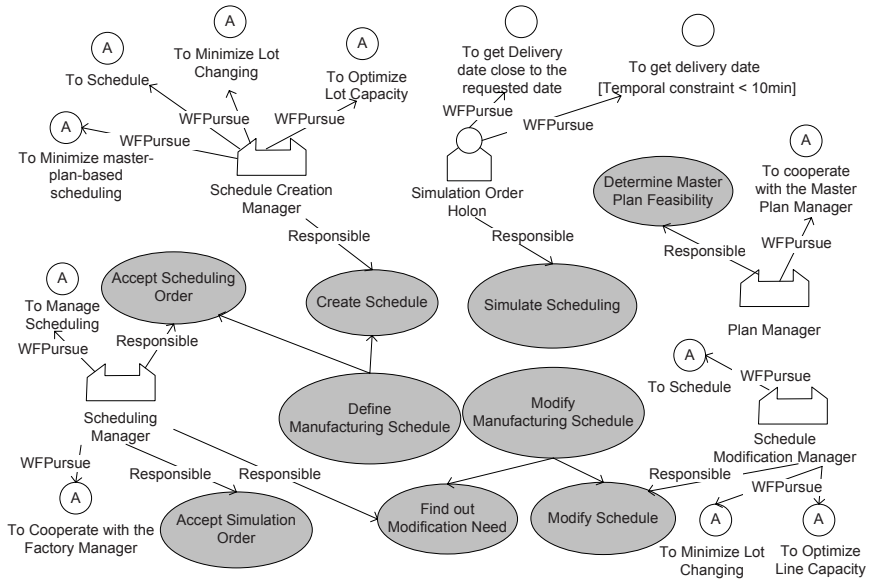 A
To Schedule
A
To Minimize Lot
Changing
A
To Optimize
Lot Capacity
WFPursue
WFPursue
A
WFPursue
To Minimize master-
plan-based
scheduling
Schedule Creation
Manager
To get Delivery
date close to the
requested date
To get delivery date
[Temporal constraint < 10min]
WFPursue
WFPursue
Simulation Order
Holon
Determine Master
Plan Feasibility
A
To cooperate
with the Master
Plan Manager
Responsible
WFPursue
Plan Manager
Responsible
Responsible
Accept Scheduling
Order
Create Schedule
Simulate Scheduling
A
To Manage
Scheduling
WFPursue
Responsible
Scheduling
Manager
Define
Manufacturing Schedule
Modify
Manufacturing Schedule
A
To Schedule
WFPursue
Schedule
Modification Manager
WFPursue
Responsible
Responsible
Responsible
WFPursue
A
To Cooperate with the
Factory Manager
Accept Simulation
Order
Find out
Modification Need
Modify Schedule
A
To Minimize Lot
Changing
A
To Optimize
Line Capacity